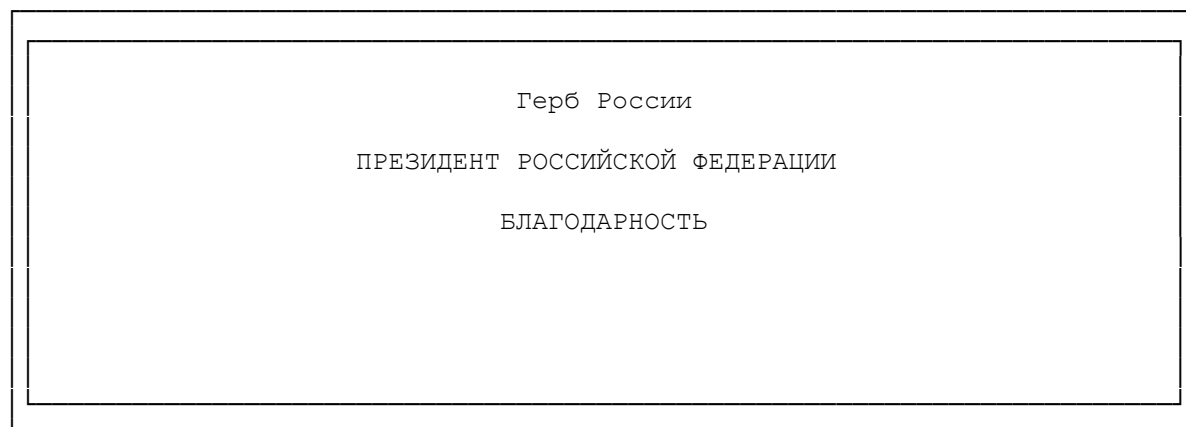 Герб России
ПРЕЗИДЕНТ РОССИЙСКОЙ ФЕДЕРАЦИИ
БЛАГОДАРНОСТЬ